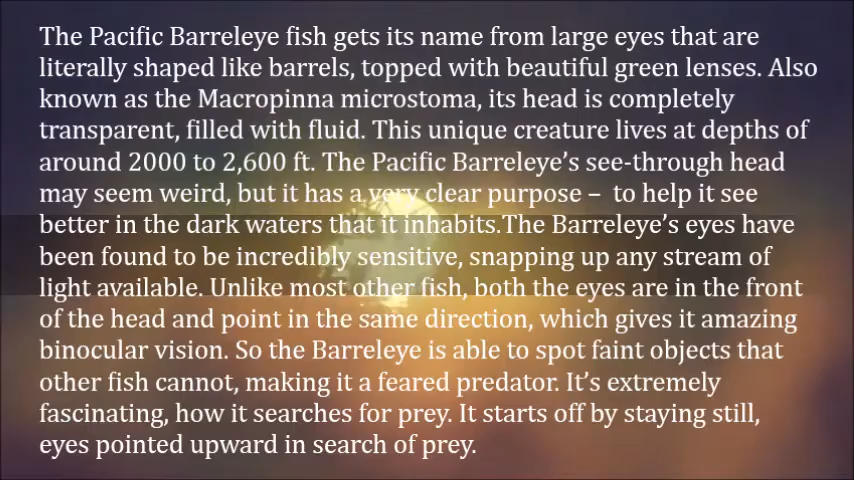 The Pacific Barreleye fish gets its name from large eyes that are
literally shaped like barrels, topped with beautiful green lenses. Also
known as the Macropinna microstoma, its head is completely
transparent, filled with fluid. This unique creature lives at depths of
around 2000 to 2,600 ft. The Pacific Barreleye’s see-through head
may seem weird, but it has a very clear purpose –  to help it see
better in the dark waters that it inhabits.The Barreleye’s eyes have
been found to be incredibly sensitive, snapping up any stream of
light available. Unlike most other fish, both the eyes are in the front
of the head and point in the same direction, which gives it amazing
binocular vision. So the Barreleye is able to spot faint objects that
other fish cannot, making it a feared predator. It’s extremely
fascinating, how it searches for prey. It starts off by staying still,
eyes pointed upward in search of prey.